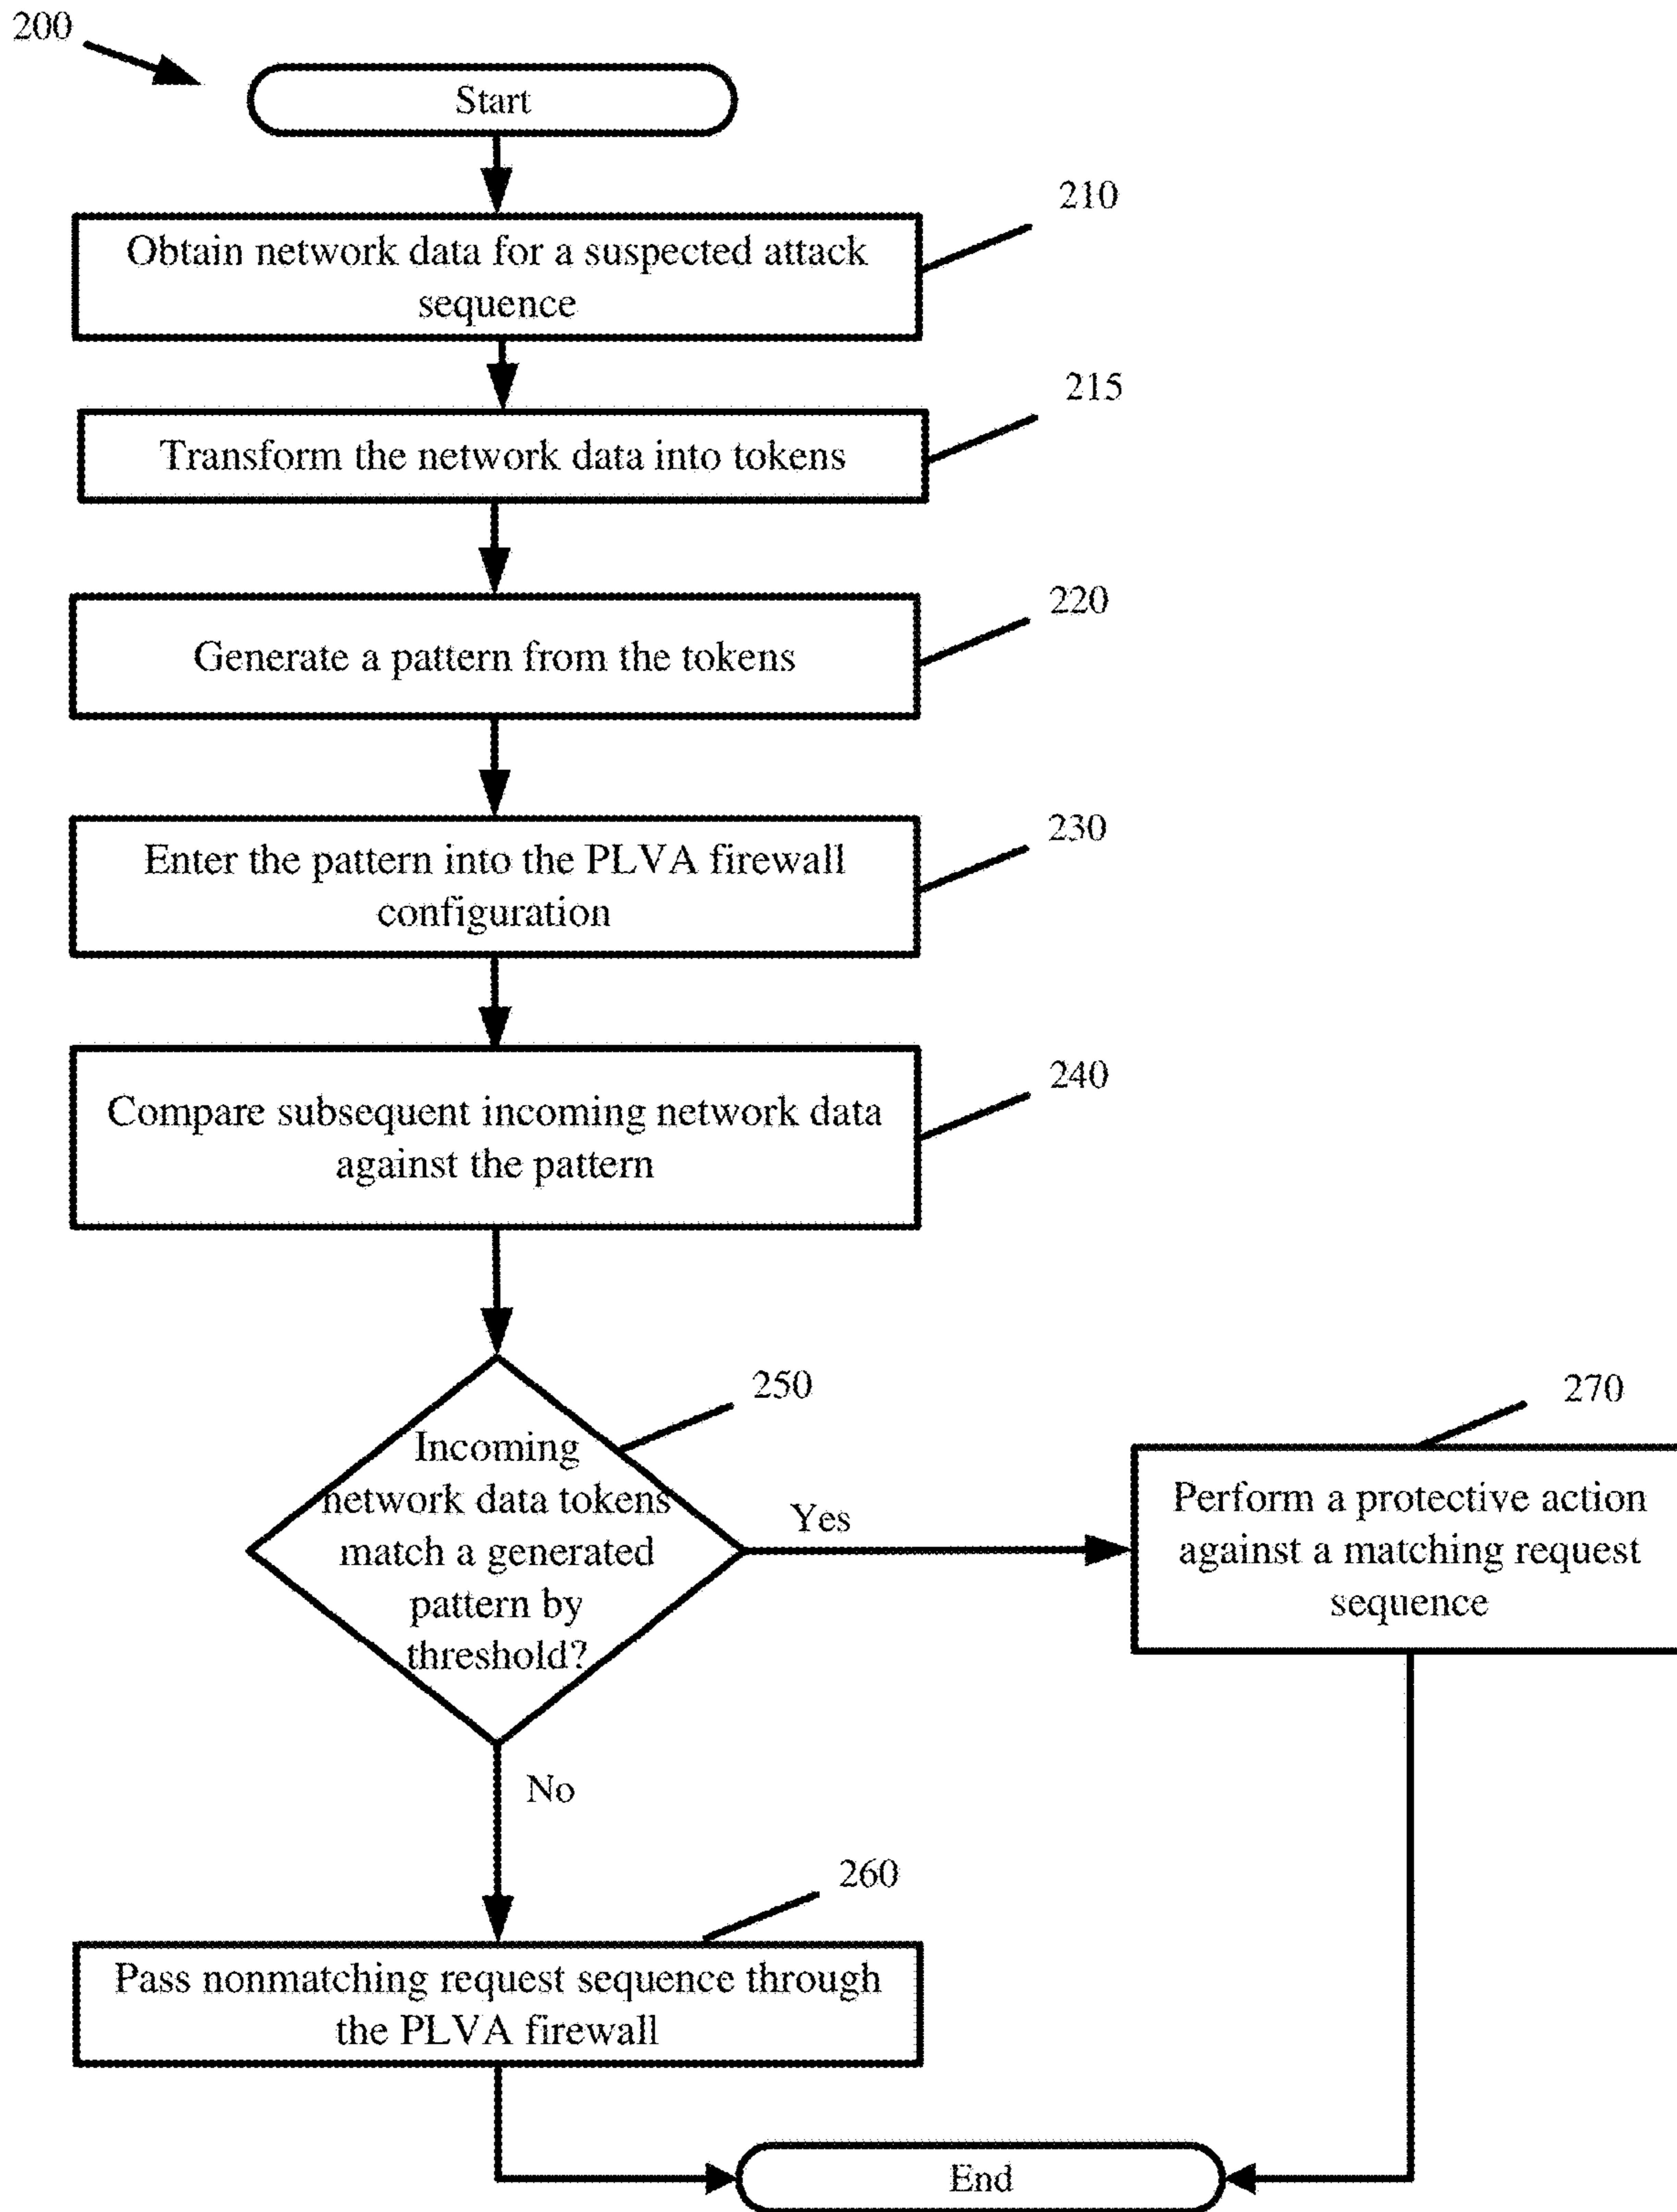 200
Start
210
Obtain network data for a suspected attack
sequence
215
Transform the network data into tokens
220
Generate a pattern from the tokens
230
Enter the pattern into the PLVA firewall
configuration
240
Compare subsequent incoming network data
against the pattern
250
Incoming
network data tokens
match a generated
pattern by
threshold?
Yes
270
Perform a protective action
against a matching request
sequence
No
260
Pass nonmatching request sequence through
the PLVA firewall
End